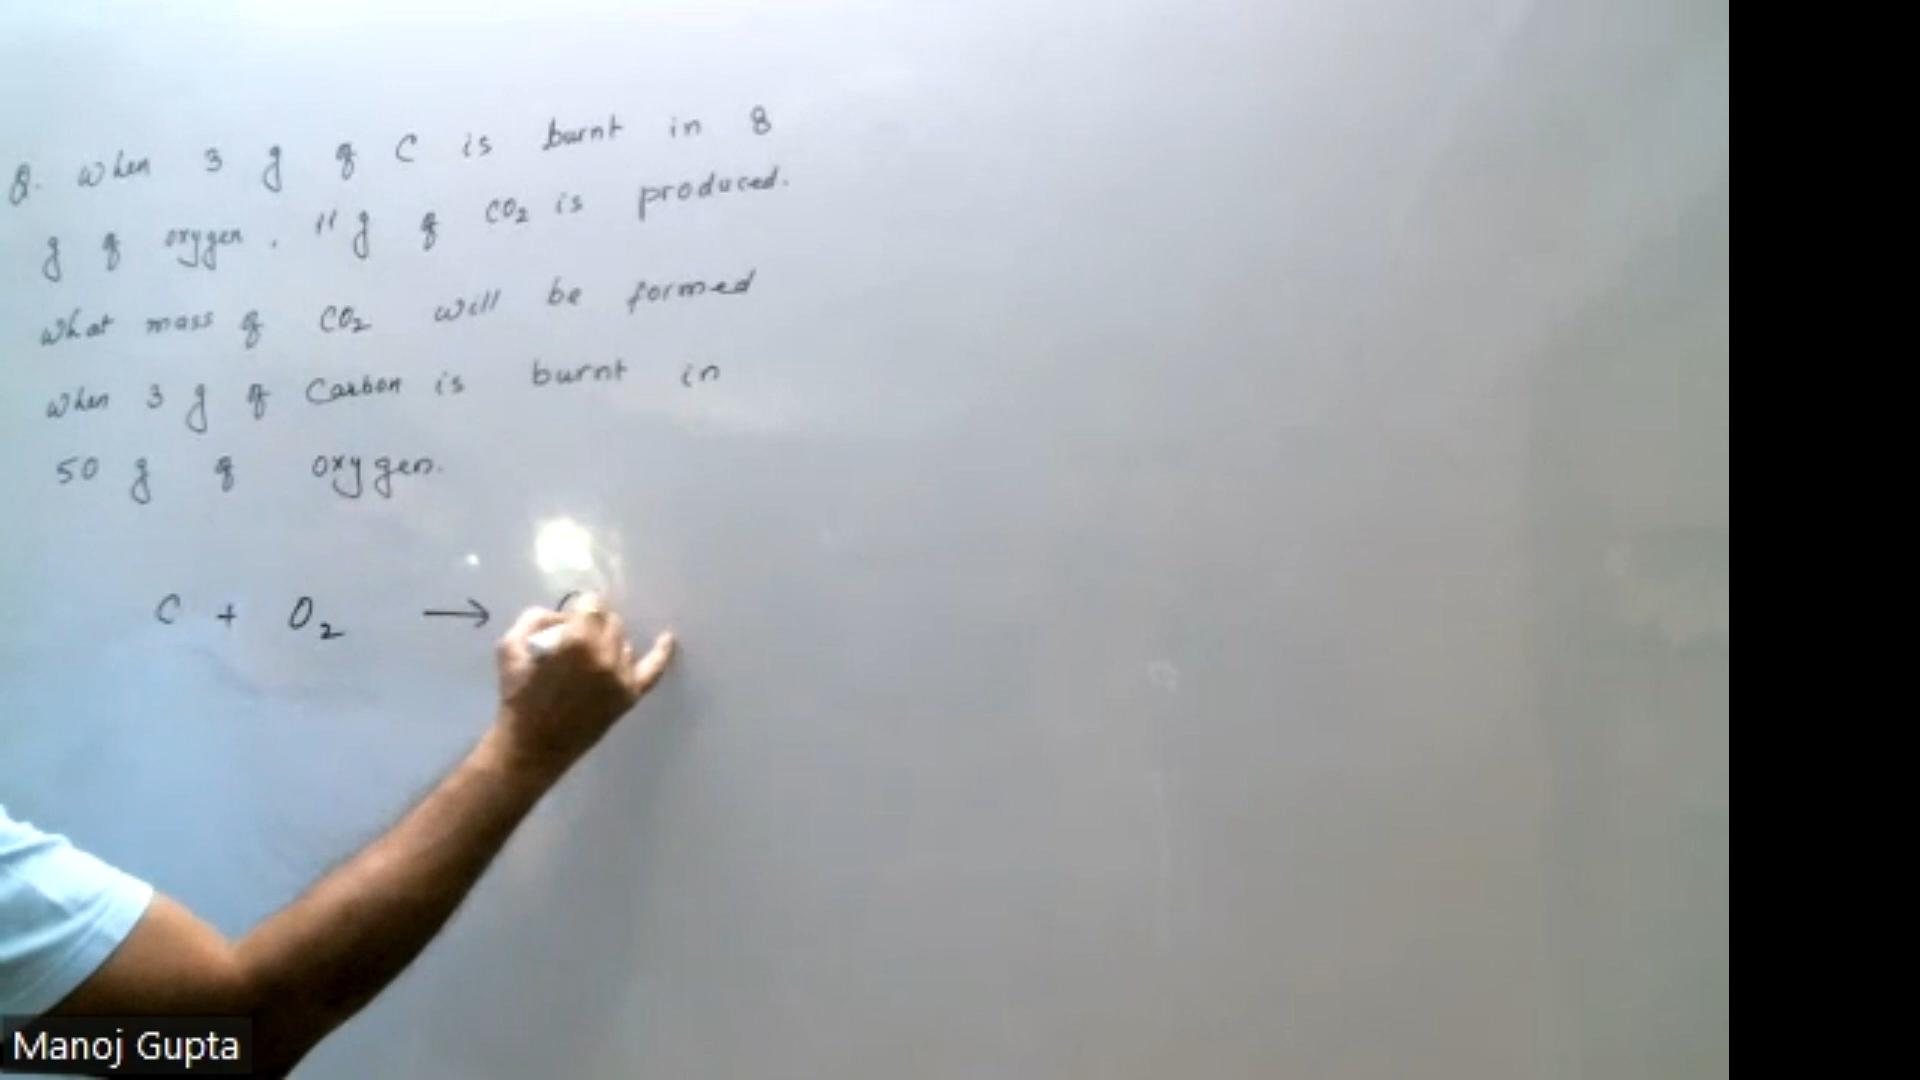 Q. When 3 g of C is burnt in 8
g of oxygen, 11 g of CO2 is produced.
What mass of CO2 will be formed
when 3 g of Carbon is burnt in
50 g of oxygen.
C + O2 → C
Manoj Gupta